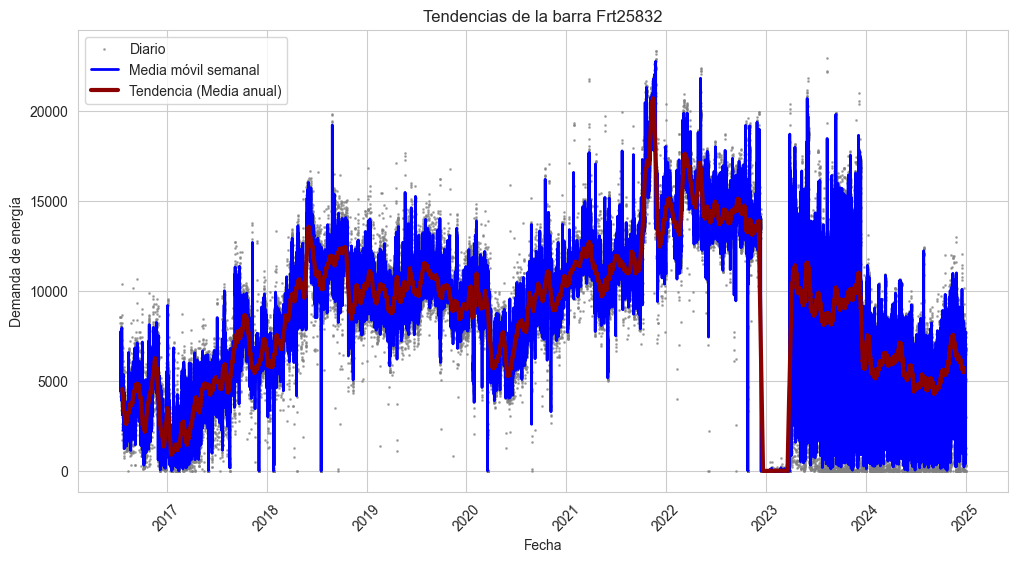 Tendencias de la barra Frt25832
Diario
Media móvil semanal
Tendencia (Media anual)
Demanda de energía
20000
15000
10000
5000
0
2017
2018
2019
2020
2021
2022
2023
2024
2025
Fecha